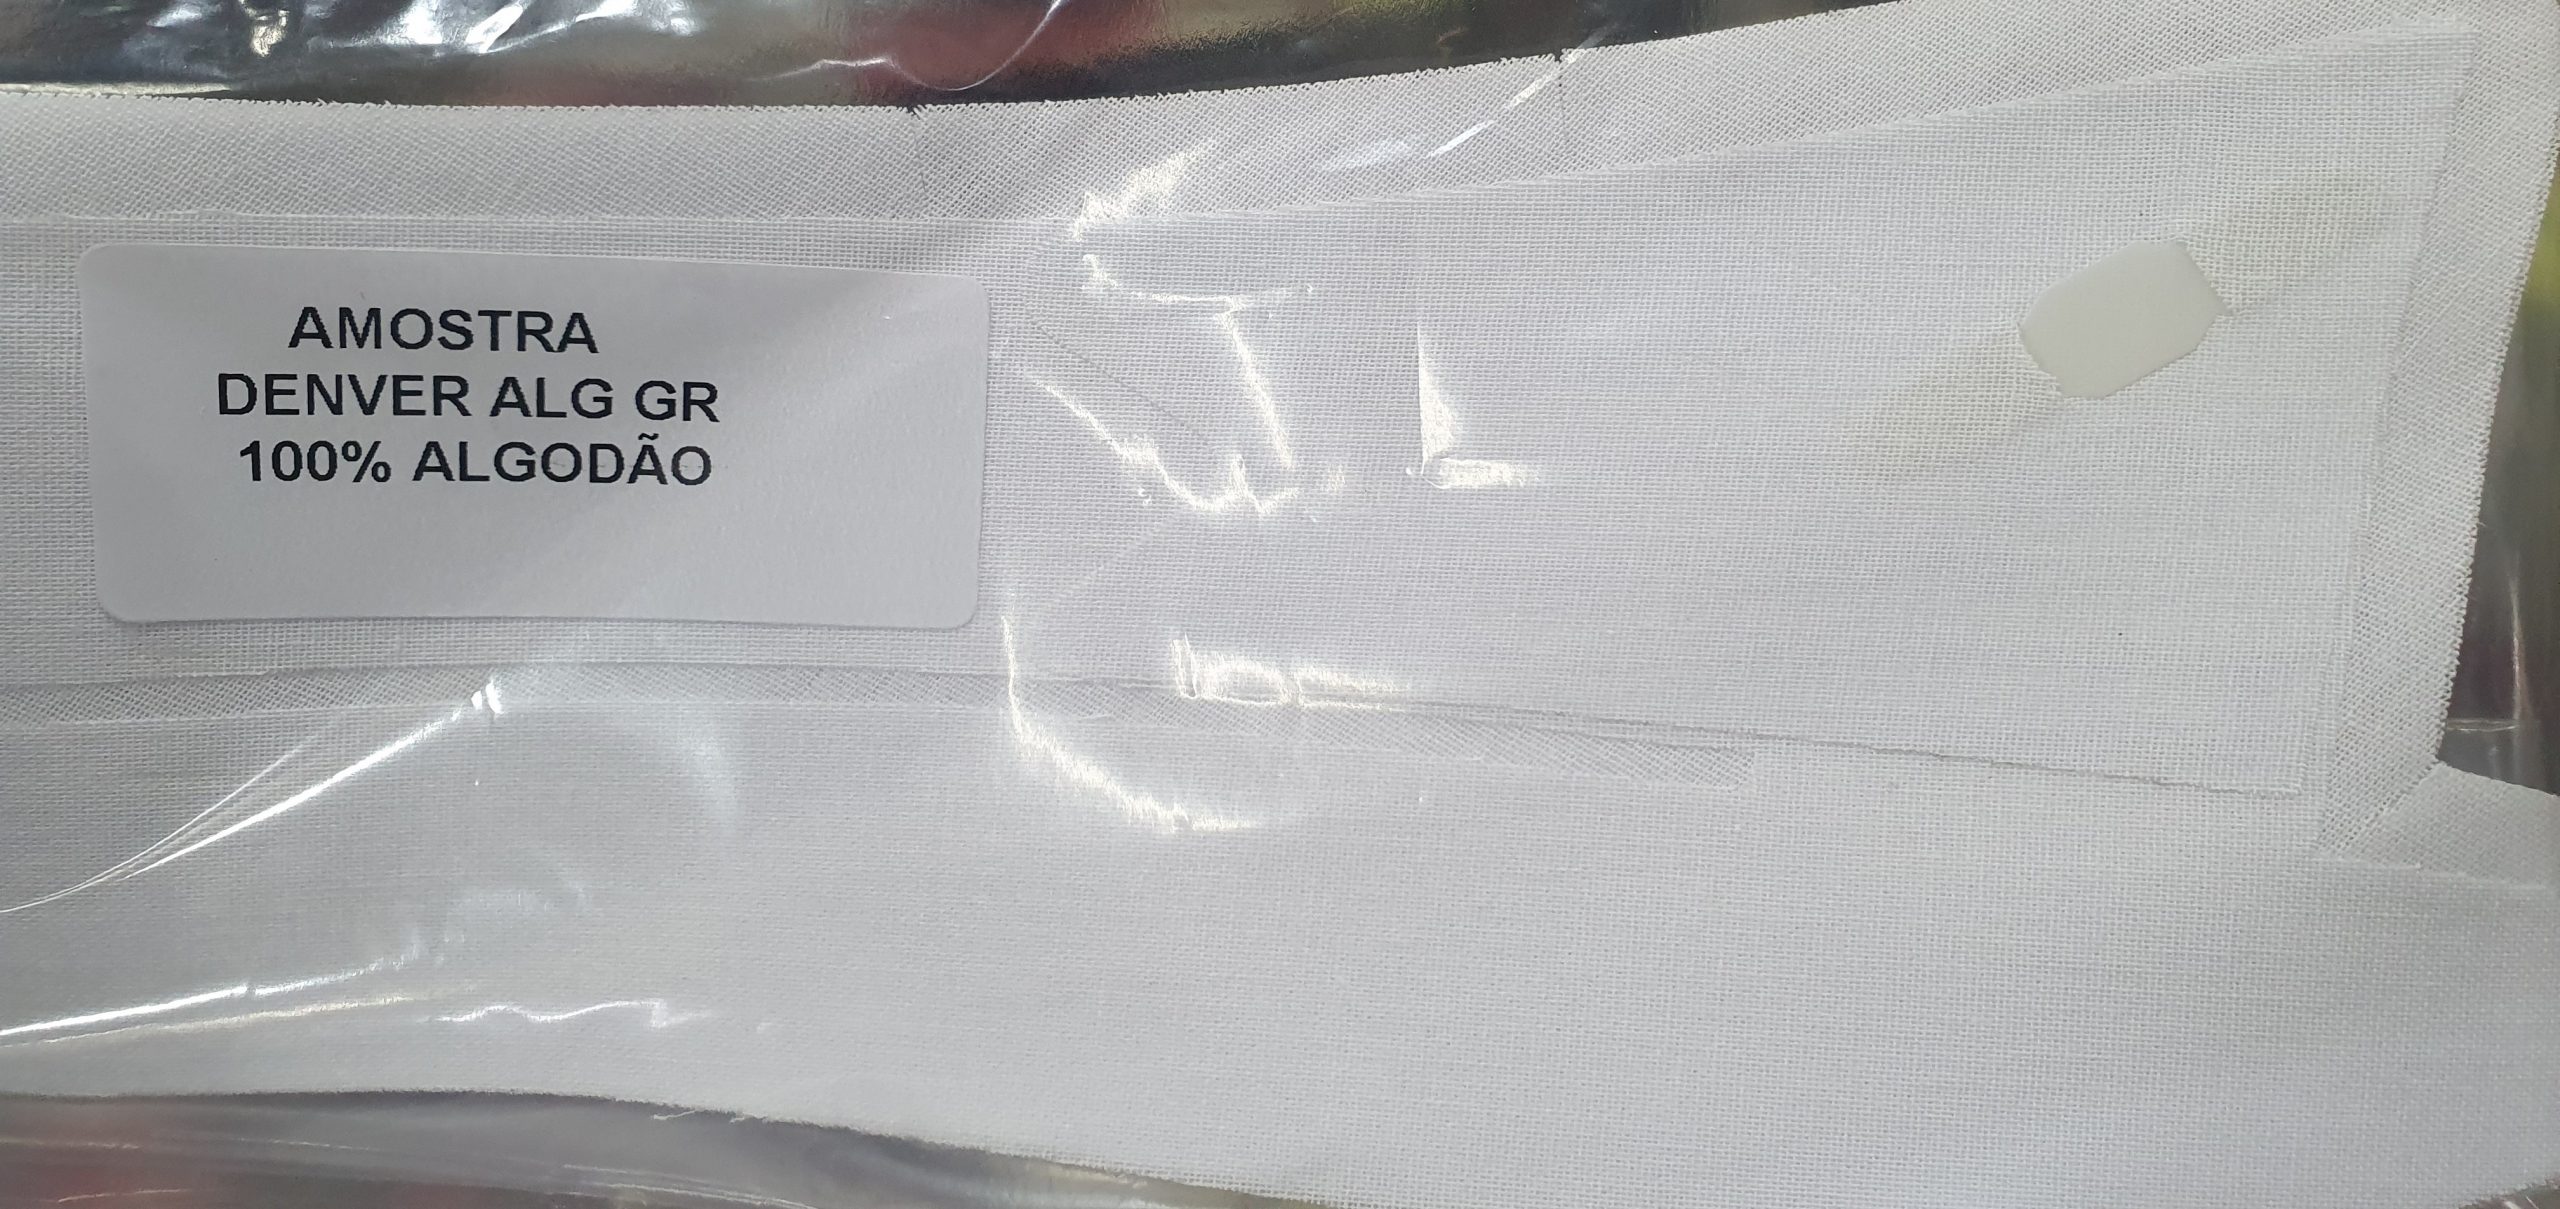 AMOSTRA
DENVER ALG GR
100% ALGODÃO